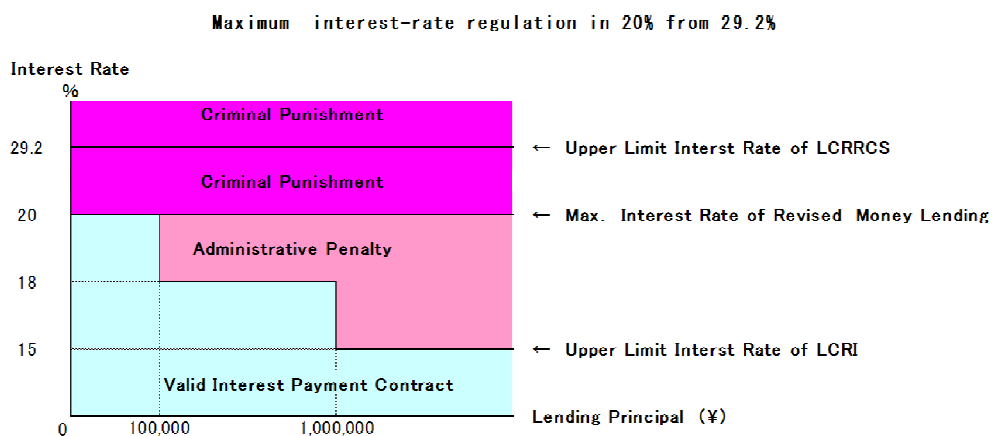 Maximum interest-rate regulation in 20% from 29.2%
Interest Rate
%
Criminal Punishment
29.2
← Upper Limit Interst Rate of LCRRCS
Criminal Punishment
20
← Max. Interest Rate of Revised Money Lending
Administrative Penalty
18
15
← Upper Limit Interst Rate of LCRI
Valid Interest Payment Contract
Lending Principal (¥)
0
100,000
1,000,000